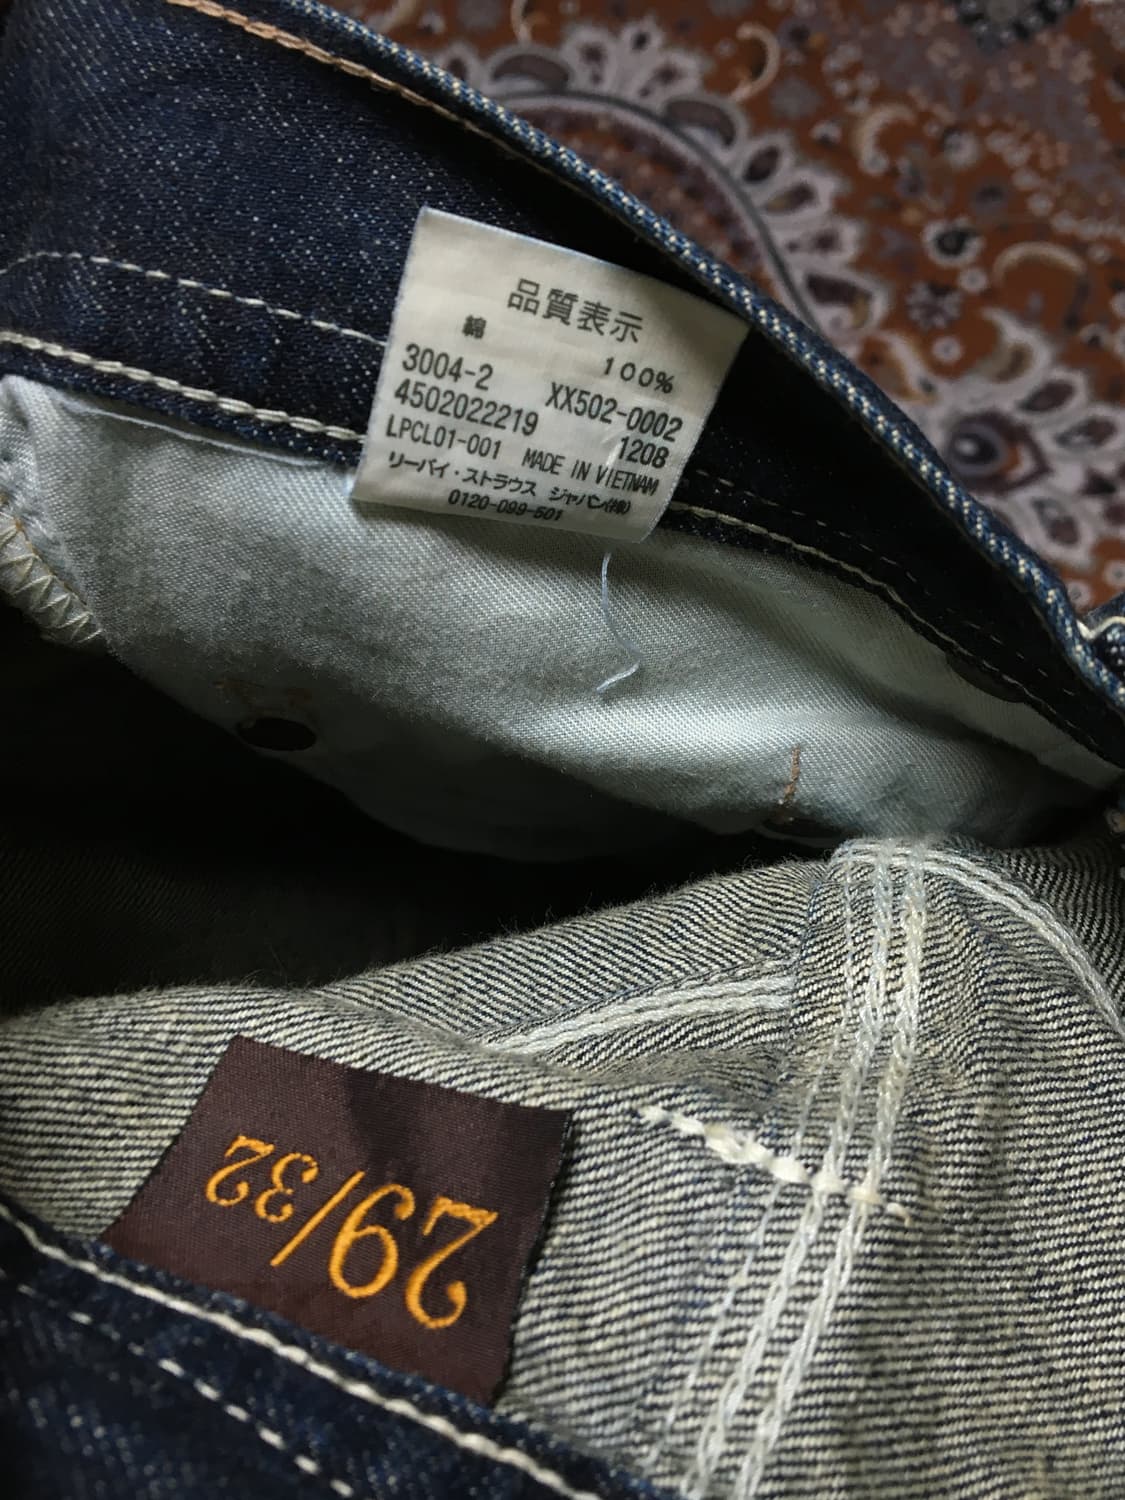 品質表示
綿 100%
3004-2 XX502-0002
4502022219 1208
LPCL01-001 MADE IN VIETNAM
リーバイ・ストラウス ジャパン(株)
0120-099-501
29/32